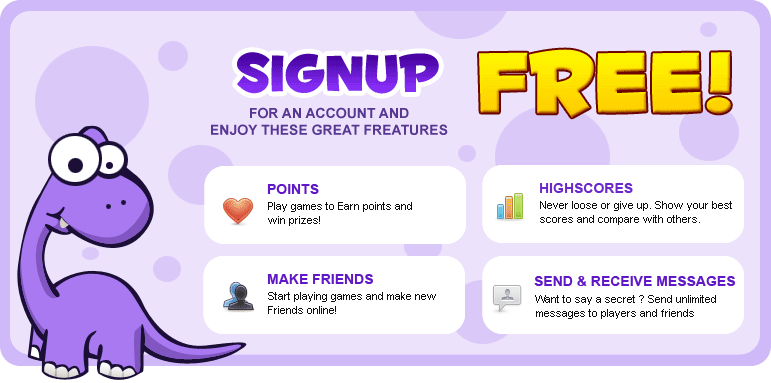 SIGNUP FREE!
FOR AN ACCOUNT AND
ENJOY THESE GREAT FREATURES
POINTS
Play games to Earn points and
win prizes!
HIGHSCORES
Never loose or give up. Show your best
scores and compare with others.
MAKE FRIENDS
Start playing games and make new
Friends online!
SEND & RECEIVE MESSAGES
Want to say a secret ? Send unlimited
messages to players and friends